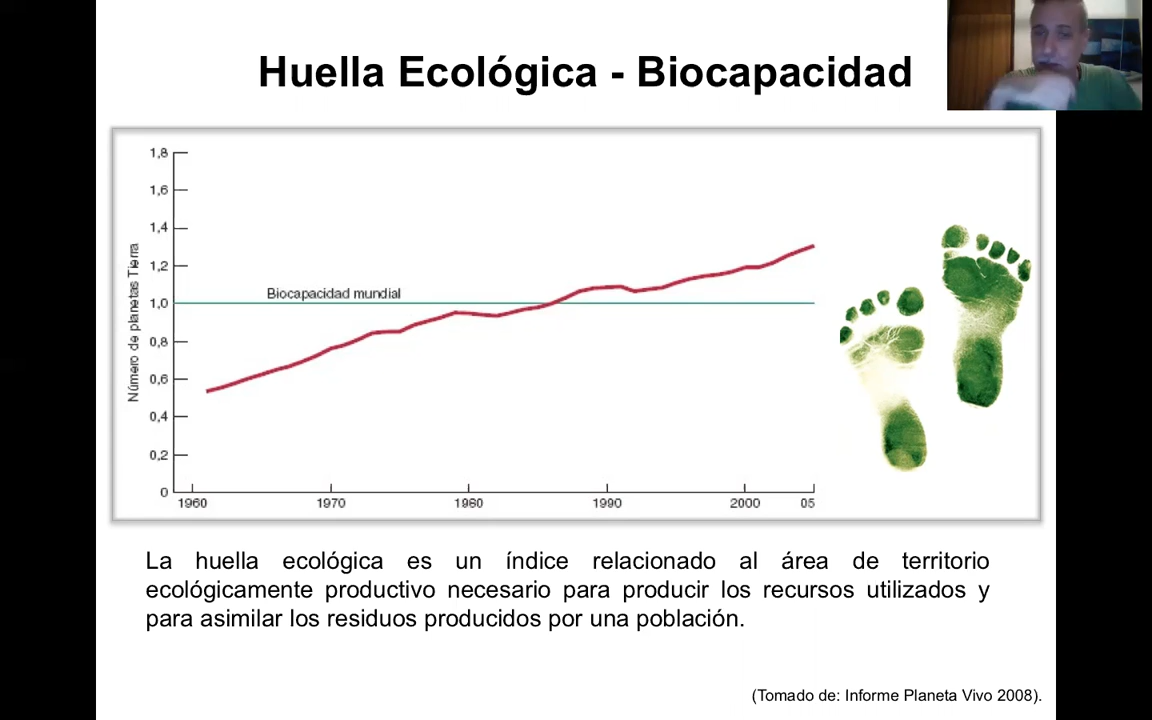 Huella Ecológica - Biocapacidad
1,8
1,6
1,4
1,2
1,0
0,8
0,6
0,4
0,2
0
Número de planetas Tierra
Biocapacidad mundial
1960 1970 1980 1990 2000 05
La huella ecológica es un índice relacionado al área de territorio
ecológicamente productivo necesario para producir los recursos utilizados y
para asimilar los residuos producidos por una población.
(Tomado de: Informe Planeta Vivo 2008).